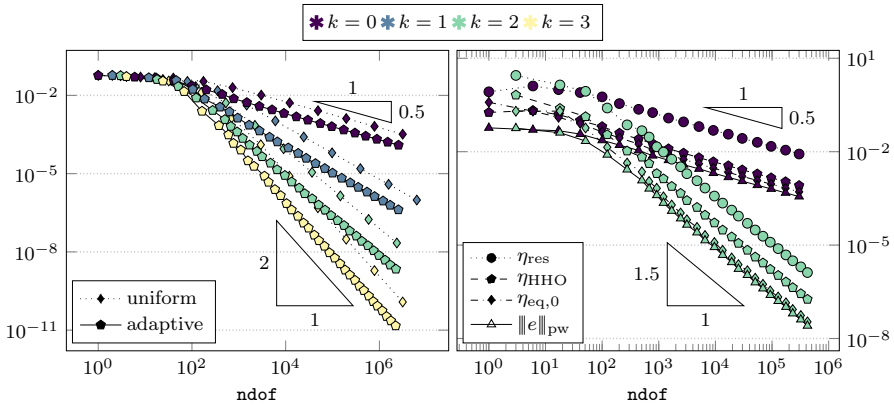 k = 0 k = 1 k = 2 k = 3
10^{-2}
10^{-5}
10^{-8}
10^{-11}
1
0.5
2
1
uniform
adaptive
10^0 10^2 10^4 10^6
ndof
10^1
10^{-2}
10^{-5}
10^{-8}
1
0.5
1.5
1
η_res
η_HHO
η_eq,0
|||e|||_pw
10^0 10^1 10^2 10^3 10^4 10^5 10^6
ndof